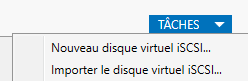 TÂCHES
Nouveau disque virtuel iSCSI...
Importer le disque virtuel iSCSI...